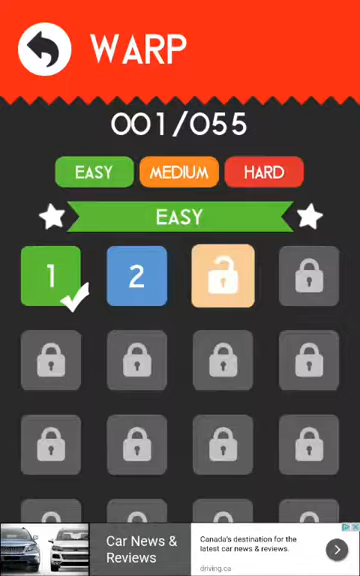 WARP
001/055
EASY
MEDIUM
HARD
EASY
1
2
Car News &
Reviews
Canada's destination for the
latest car news & reviews.
driving.ca